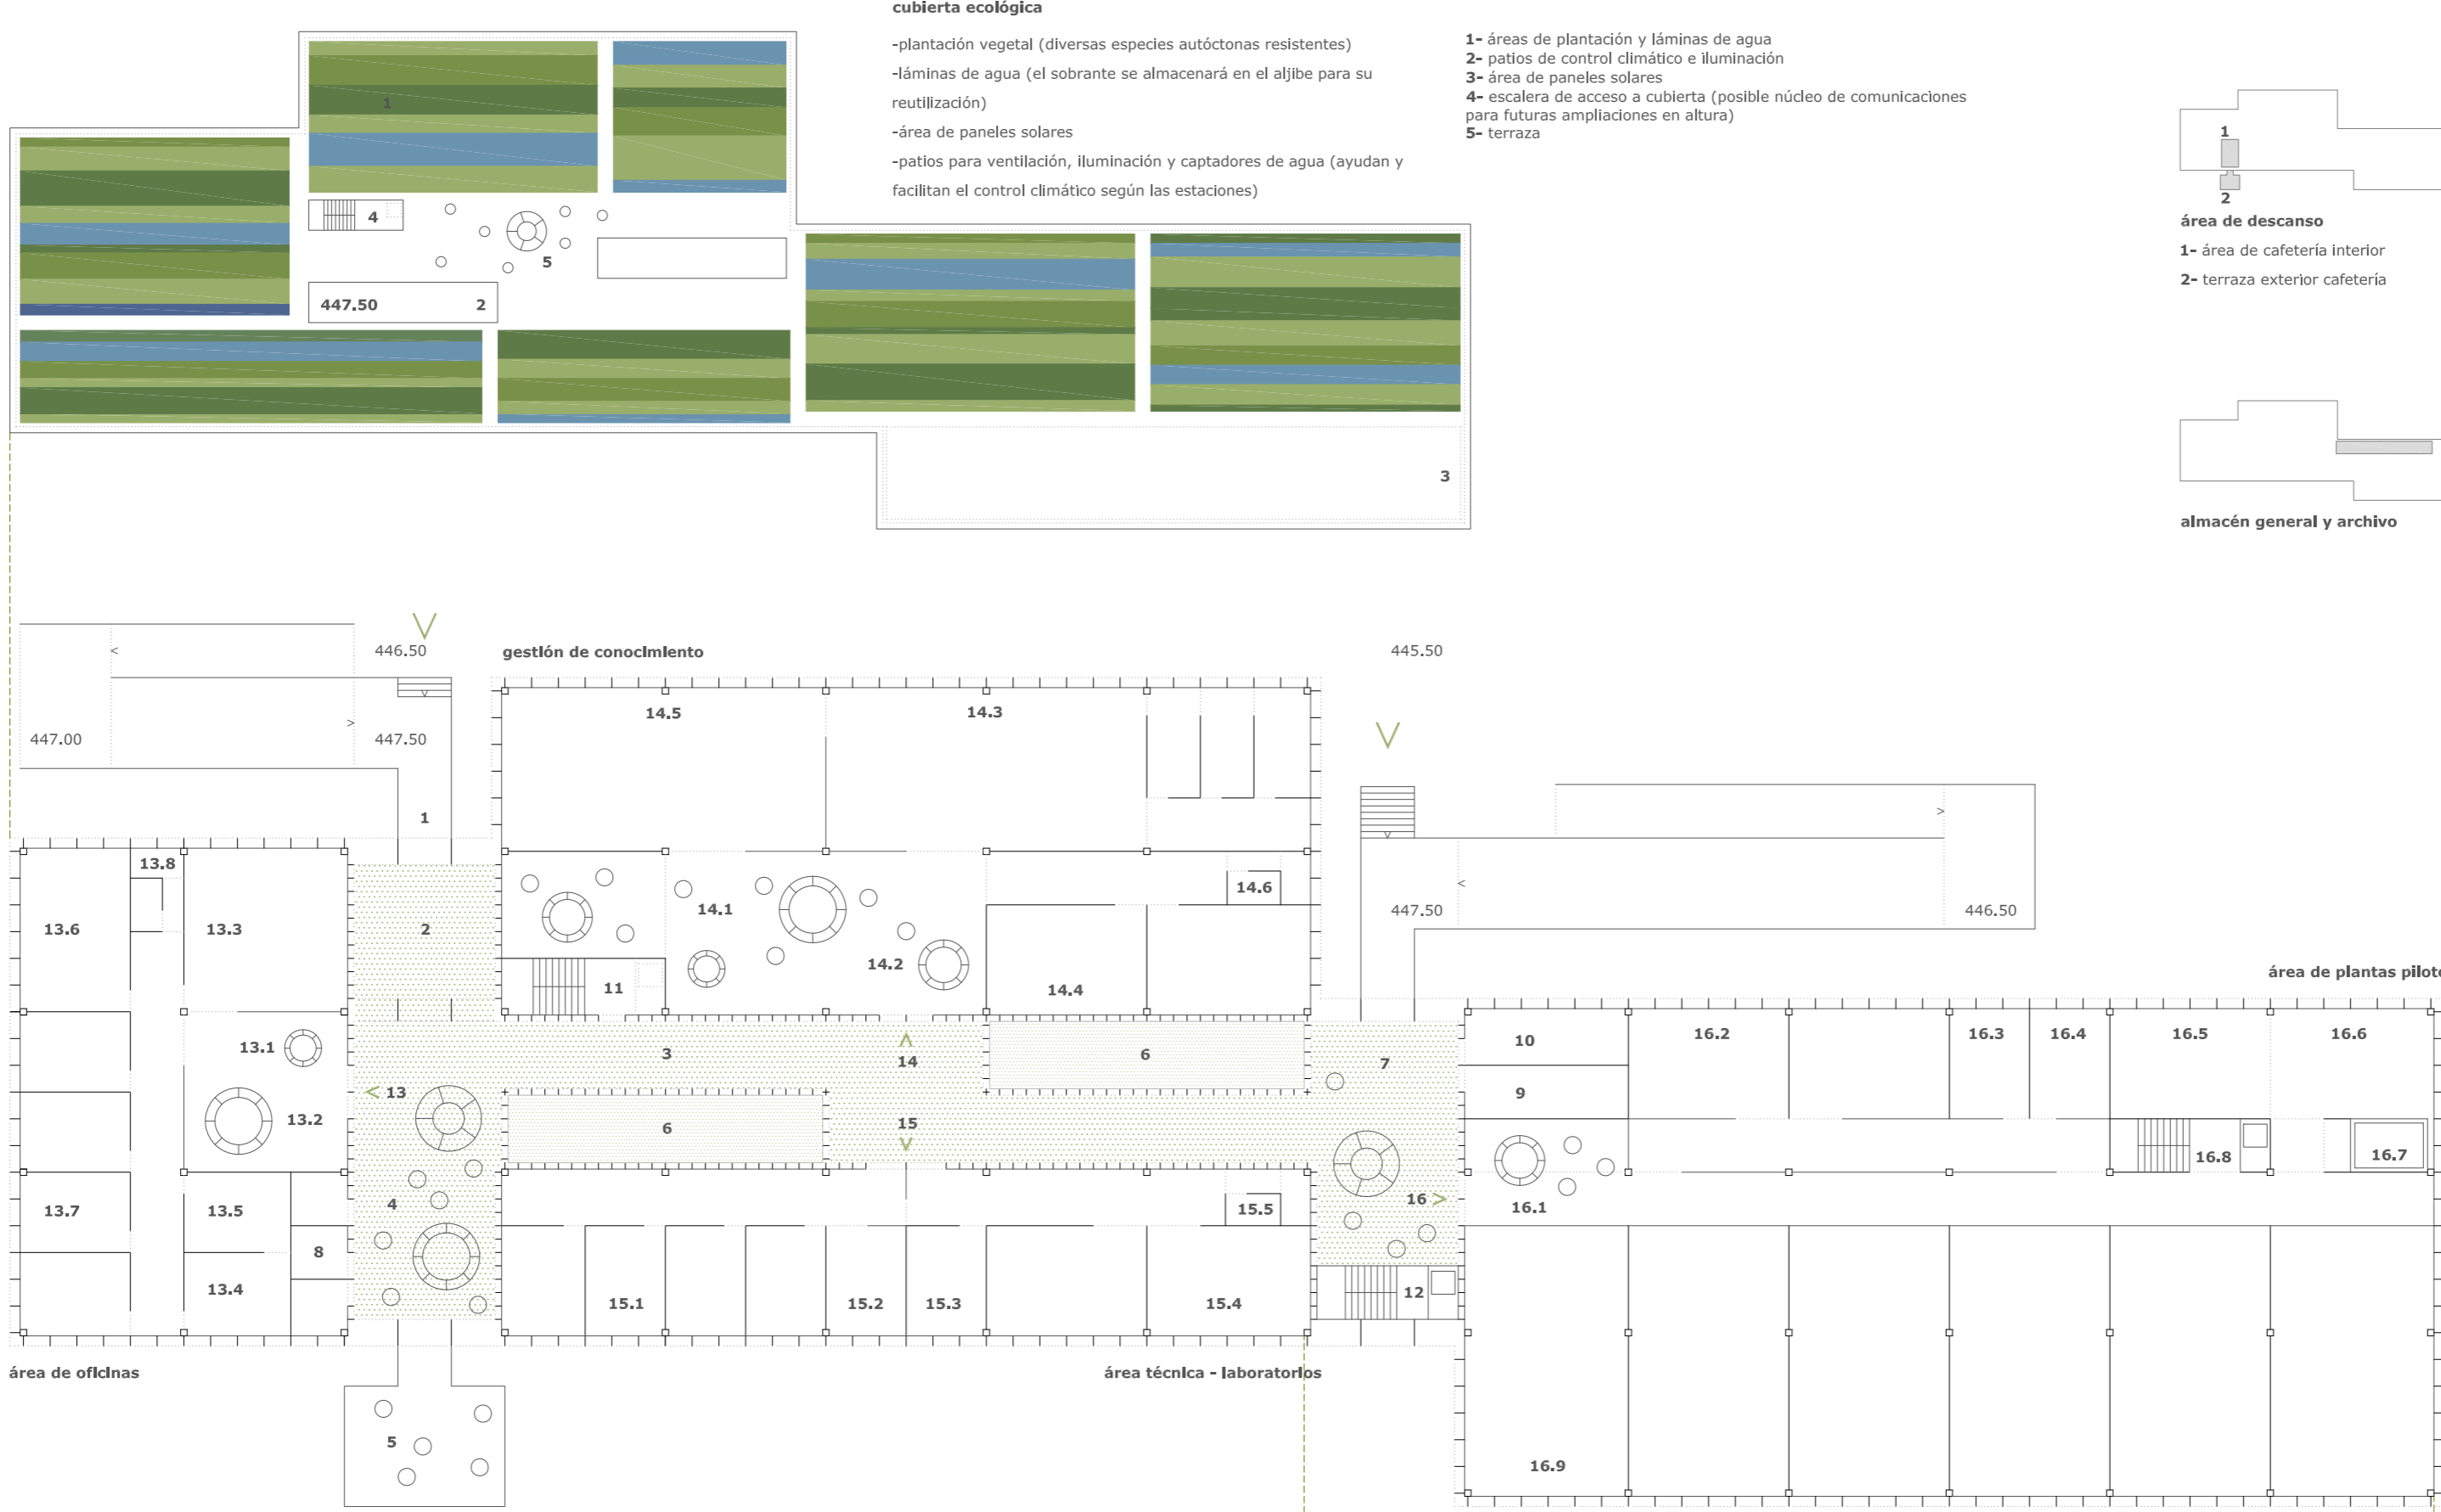 cubierta ecológica
-plantación vegetal (diversas especies autóctonas resistentes)
-láminas de agua (el sobrante se almacenará en el aljibe para su
reutilización)
-área de paneles solares
-patios para ventilación, iluminación y captadores de agua (ayudan y
facilitan el control climático según las estaciones)
1- áreas de plantación y láminas de agua
2- patios de control climático e iluminación
3- área de paneles solares
4- escalera de acceso a cubierta (posible núcleo de comunicaciones
para futuras ampliaciones en altura)
5- terraza
1
2
área de descanso
1- área de cafetería interior
2- terraza exterior cafetería
almacén general y archivo
1
4
5
447.50 2
3
446.50
gestión de conocimiento
445.50
447.00
447.50
14.5
14.3
1
13.8
13.6
13.3
2
14.1
14.2
14.6
14.4
11
447.50
446.50
área de plantas pilot
13.1
13.2
< 13
3
14
6
7
10
9
16.2
16.3
16.4
16.5
16.6
6
15
16.8
16.7
13.7
13.5
4
8
13.4
15.5
16 >
16.1
15.1
15.2
15.3
15.4
12
área de oficinas
área técnica - laboratorios
5
16.9